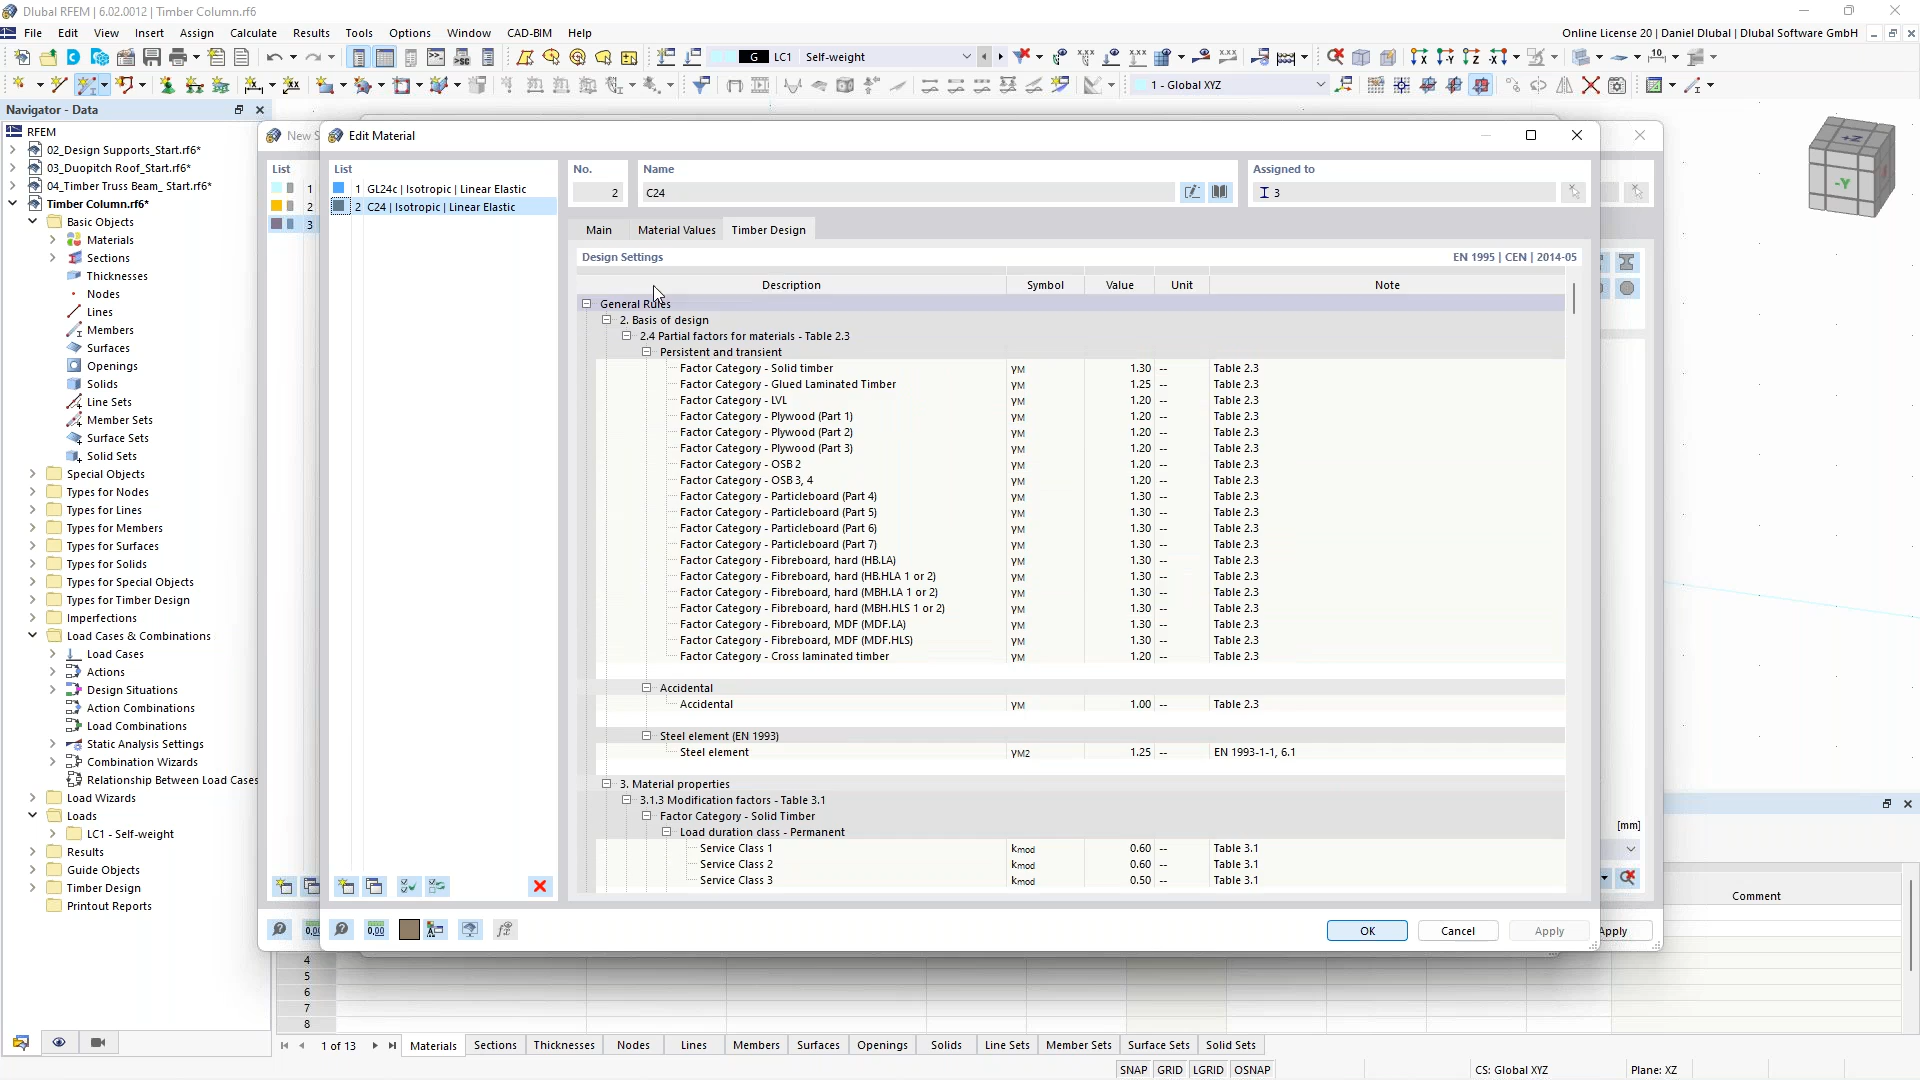 Dlubal RFEM | 6.02.0012 | Timber Column.rf6
File Edit View Insert Assign Calculate Results Tools Options Window CAD-BIM Help
Online License 20 | Daniel Dlubal | Dlubal Software GmbH
G LC1 Self-weight
1 - Global XYZ
Navigator - Data
RFEM
02_Design Supports_Start.rf6*
03_Duopitch Roof_Start.rf6*
04_Timber Truss Beam_ Start.rf6*
Timber Column.rf6*
Basic Objects
Materials
Sections
Thicknesses
Nodes
Lines
Members
Surfaces
Openings
Solids
Line Sets
Member Sets
Surface Sets
Solid Sets
Special Objects
Types for Nodes
Types for Lines
Types for Members
Types for Surfaces
Types for Solids
Types for Special Objects
Types for Timber Design
Imperfections
Load Cases & Combinations
Load Cases
Actions
Design Situations
Action Combinations
Load Combinations
Static Analysis Settings
Combination Wizards
Relationship Between Load Cases
Load Wizards
Loads
LC1 - Self-weight
Results
Guide Objects
Timber Design
Printout Reports
New S
List
1
2
3
Edit Material
List
1 GL24c | Isotropic | Linear Elastic
2 C24 | Isotropic | Linear Elastic
No.
2
Name
C24
Assigned to
3
Main Material Values Timber Design
Design Settings EN 1995 | CEN | 2014-05
Description Symbol Value Unit Note
General Rules
2. Basis of design
2.4 Partial factors for materials - Table 2.3
Persistent and transient
Factor Category - Solid timber γM 1.30 -- Table 2.3
Factor Category - Glued Laminated Timber γM 1.25 -- Table 2.3
Factor Category - LVL γM 1.20 -- Table 2.3
Factor Category - Plywood (Part 1) γM 1.20 -- Table 2.3
Factor Category - Plywood (Part 2) γM 1.20 -- Table 2.3
Factor Category - Plywood (Part 3) γM 1.20 -- Table 2.3
Factor Category - OSB 2 γM 1.20 -- Table 2.3
Factor Category - OSB 3, 4 γM 1.20 -- Table 2.3
Factor Category - Particleboard (Part 4) γM 1.30 -- Table 2.3
Factor Category - Particleboard (Part 5) γM 1.30 -- Table 2.3
Factor Category - Particleboard (Part 6) γM 1.30 -- Table 2.3
Factor Category - Particleboard (Part 7) γM 1.30 -- Table 2.3
Factor Category - Fibreboard, hard (HB.LA) γM 1.30 -- Table 2.3
Factor Category - Fibreboard, hard (HB.HLA 1 or 2) γM 1.30 -- Table 2.3
Factor Category - Fibreboard, hard (MBH.LA 1 or 2) γM 1.30 -- Table 2.3
Factor Category - Fibreboard, hard (MBH.HLS 1 or 2) γM 1.30 -- Table 2.3
Factor Category - Fibreboard, MDF (MDF.LA) γM 1.30 -- Table 2.3
Factor Category - Fibreboard, MDF (MDF.HLS) γM 1.30 -- Table 2.3
Factor Category - Cross laminated timber γM 1.20 -- Table 2.3
Accidental
Accidental γM 1.00 -- Table 2.3
Steel element (EN 1993)
Steel element γM2 1.25 -- EN 1993-1-1, 6.1
3. Material properties
3.1.3 Modification factors - Table 3.1
Factor Category - Solid Timber
Load duration class - Permanent
Service Class 1 kmod 0.60 -- Table 3.1
Service Class 2 kmod 0.60 -- Table 3.1
Service Class 3 kmod 0.50 -- Table 3.1
OK Cancel Apply
Apply
[mm]
Comment
+Z
-Y
4
5
6
7
8
1 of 13
Materials Sections Thicknesses Nodes Lines Members Surfaces Openings Solids Line Sets Member Sets Surface Sets Solid Sets
SNAP GRID LGRID OSNAP
CS: Global XYZ
Plane: XZ